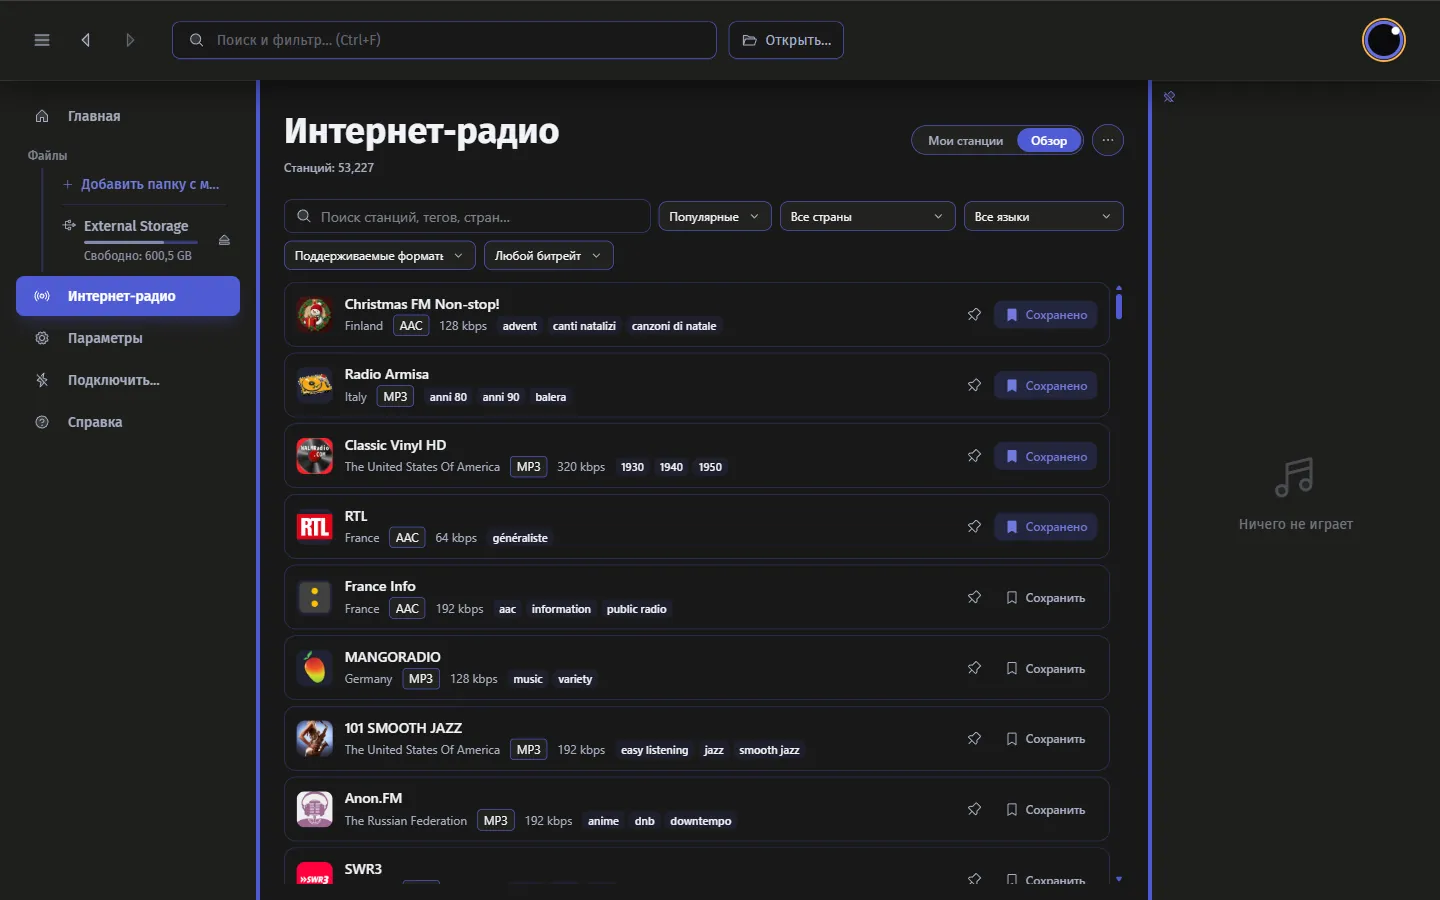 Поиск и фильтр... (Ctrl+F)
Открыть...
Главная
Файлы
Добавить папку с м...
External Storage
Свободно: 600,5 GB
Интернет-радио
Параметры
Подключить...
Справка
Интернет-радио
Станций: 53,227
Мои станции
Обзор
Поиск станций, тегов, стран...
Популярные
Все страны
Все языки
Поддерживаемые форматы
Любой битрейт
Christmas FM Non-stop!
Finland AAC 128 kbps advent canti natalizi canzoni di natale
Сохранено
Radio Armisa
Italy MP3 anni 80 anni 90 balera
Сохранено
Classic Vinyl HD
The United States Of America MP3 320 kbps 1930 1940 1950
Сохранено
RTL
RTL
France AAC 64 kbps généraliste
Сохранено
France Info
France AAC 192 kbps aac information public radio
Сохранить
MANGORADIO
Germany MP3 128 kbps music variety
Сохранить
101 SMOOTH JAZZ
The United States Of America MP3 192 kbps easy listening jazz smooth jazz
Сохранить
Anon.FM
The Russian Federation MP3 192 kbps anime dnb downtempo
Сохранить
SWR3
SWR3
Сохранить
Ничего не играет